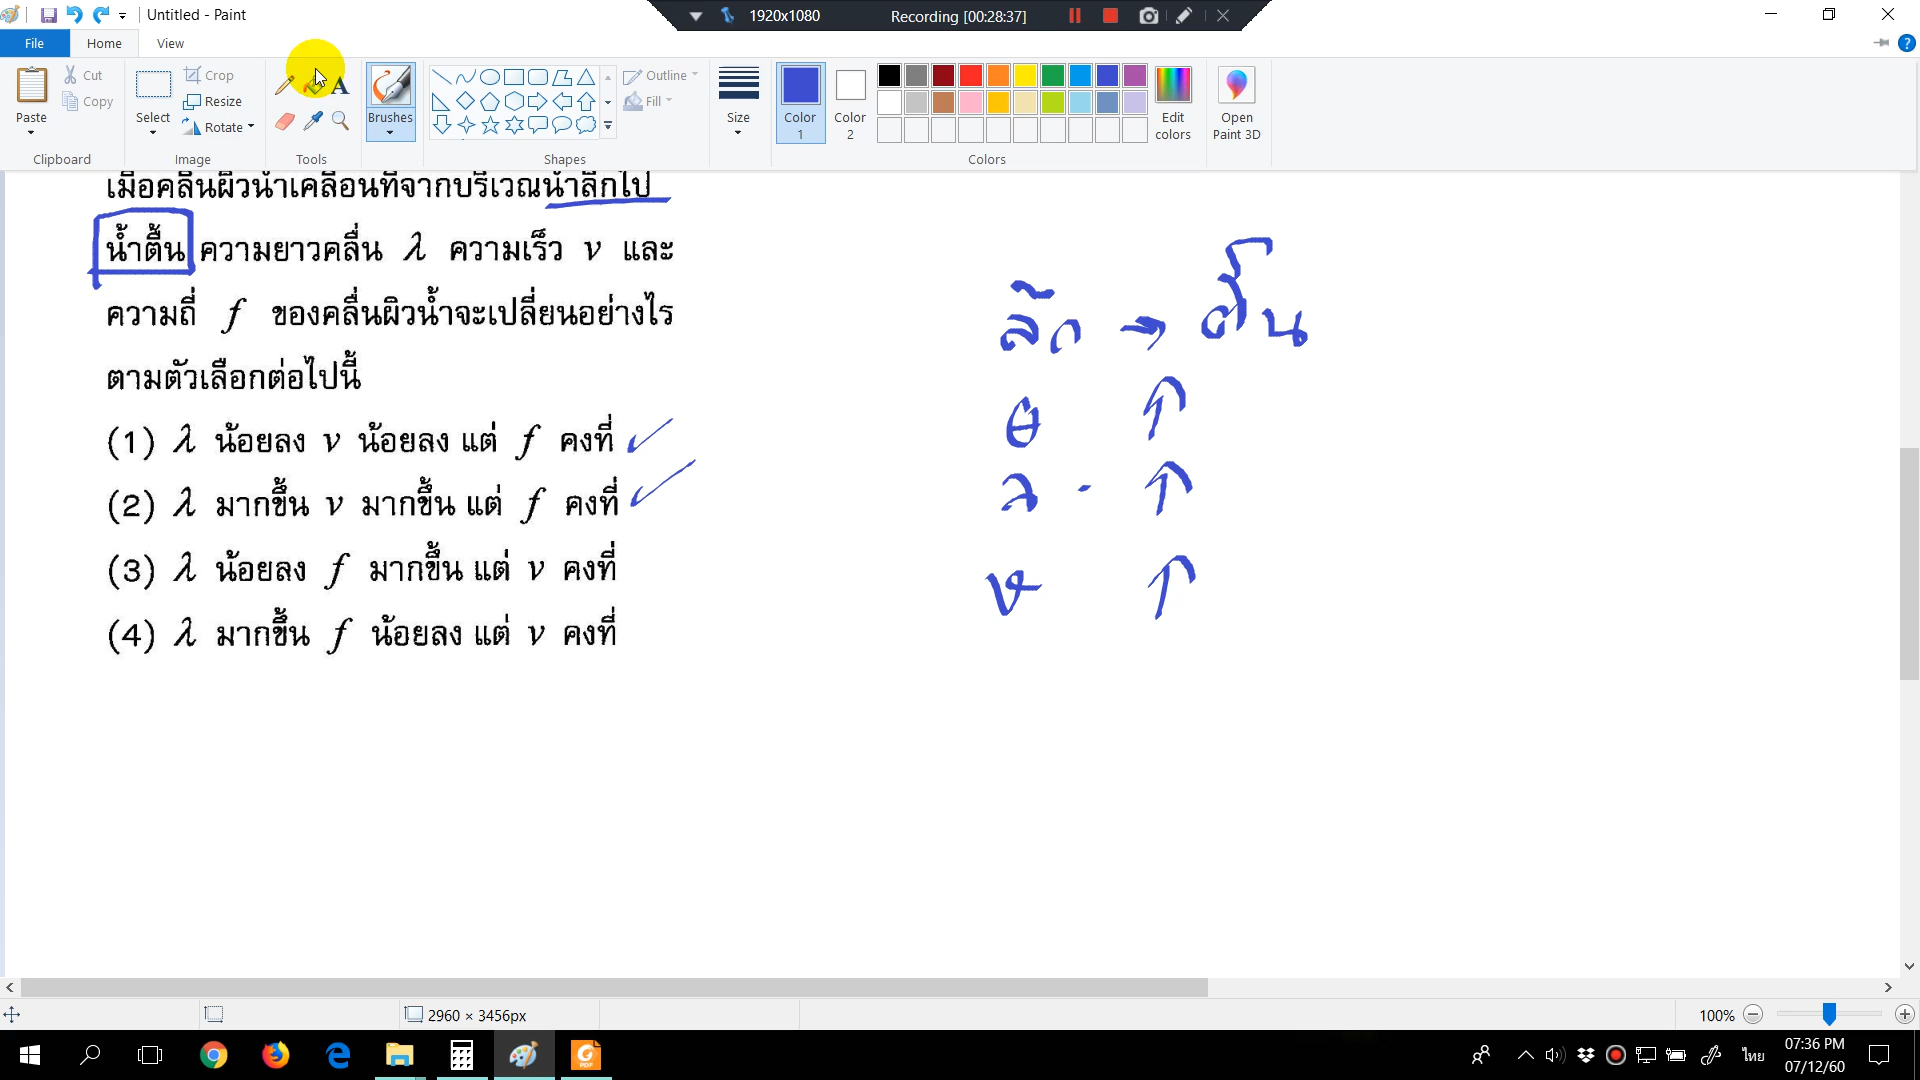 Untitled - Paint
1920x1080
Recording [00:28:37]
File
Home
View
Paste
Cut
Copy
Clipboard
Select
Crop
Resize
Rotate
Image
A
Tools
Brushes
Outline
Fill
Shapes
Size
Color 1
Color 2
Edit colors
Colors
Open Paint 3D
เมื่อคลื่นผิวน้ำเคลื่อนที่จากบริเวณน้ำลึกไป
น้ำตื้น ความยาวคลื่น λ ความเร็ว v และ
ความถี่ f ของคลื่นผิวน้ำจะเปลี่ยนอย่างไร
ตามตัวเลือกต่อไปนี้
(1) λ น้อยลง v น้อยลง แต่ f คงที่ ✓
(2) λ มากขึ้น v มากขึ้น แต่ f คงที่ ✓
(3) λ น้อยลง f มากขึ้น แต่ v คงที่
(4) λ มากขึ้น f น้อยลง แต่ v คงที่
ลึก → ตื้น
θ ↑
λ ↑
v ↑
2960 × 3456px
100%
ไทย
07:36 PM
07/12/60